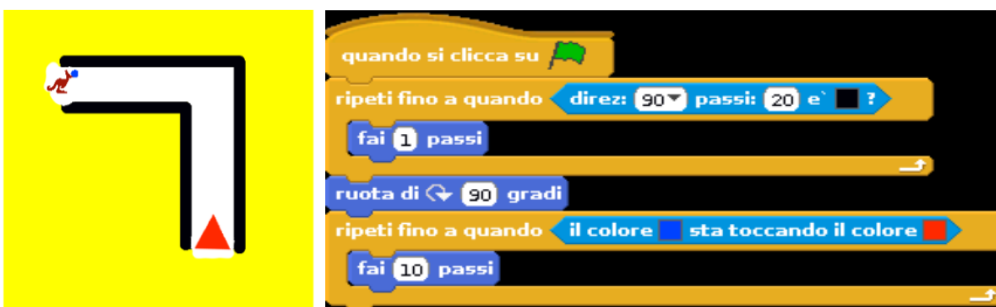 quando si clicca su
ripeti fino a quando direz: 90 passi: 20 e` ?
fai 1 passi
ruota di 90 gradi
ripeti fino a quando il colore sta toccando il colore
fai 10 passi